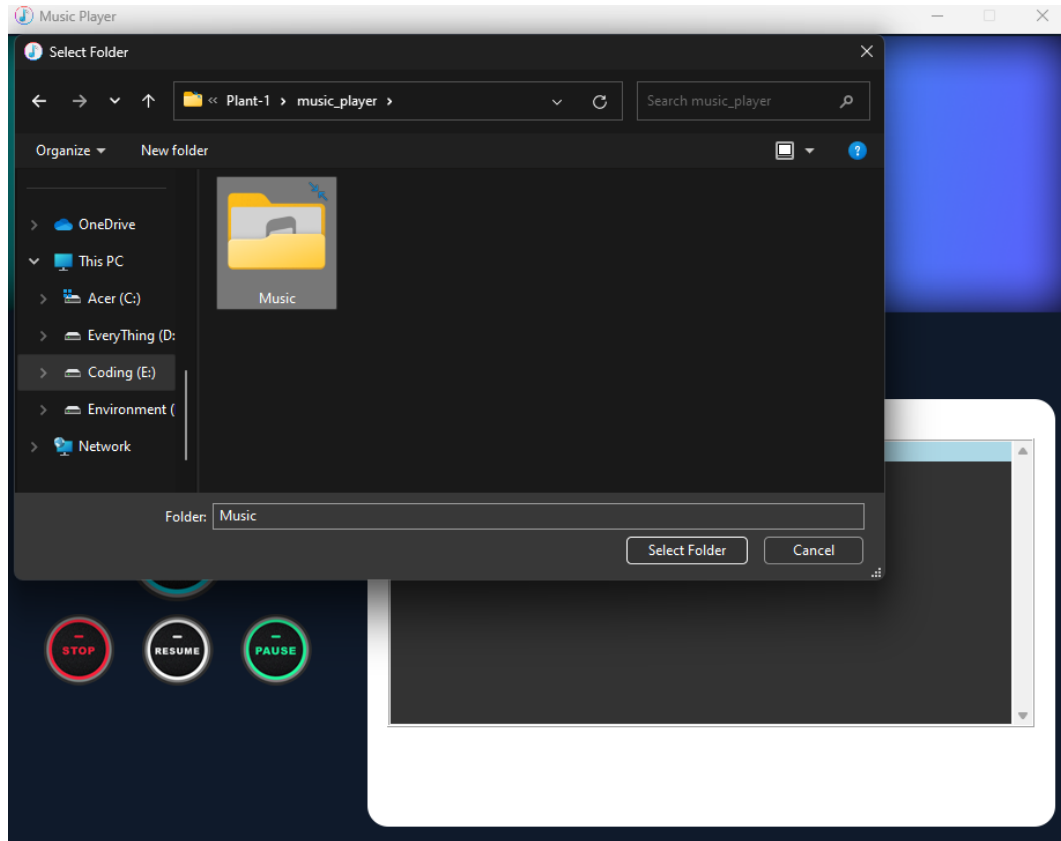 Music Player
Select Folder
« Plant-1 > music_player >
Search music_player
Organize
New folder
OneDrive
This PC
Acer (C:)
EveryThing (D:
Coding (E:)
Environment (
Network
Music
Folder: Music
Select Folder
Cancel
STOP
RESUME
PAUSE